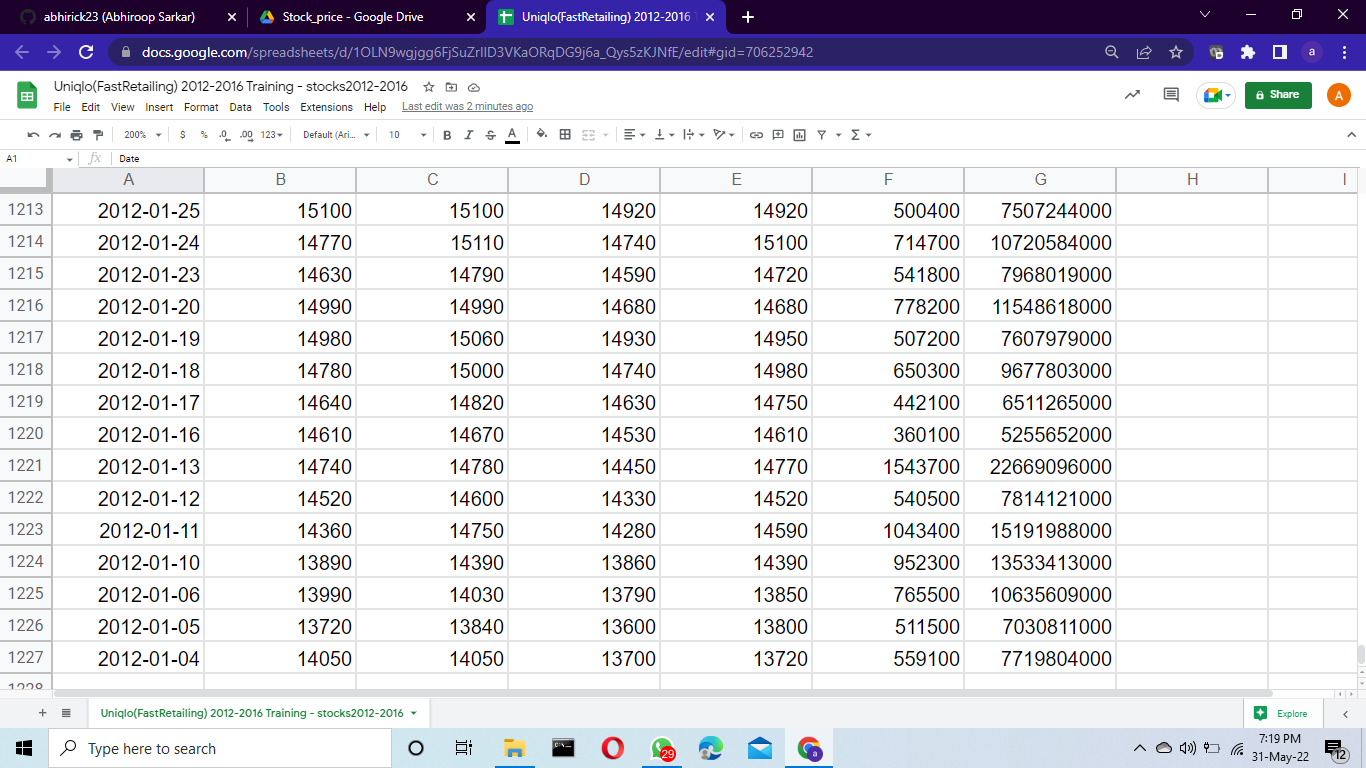 abhirick23 (Abhiroop Sarkar)
Stock_price - Google Drive
Uniqlo(FastRetailing) 2012-2016
docs.google.com/spreadsheets/d/1OLN9wgjgg6FjSuZrIlD3VKaORqDG9j6a_Qys5zKJNfE/edit#gid=706252942
a
Uniqlo(FastRetailing) 2012-2016 Training - stocks2012-2016
File Edit View Insert Format Data Tools Extensions Help Last edit was 2 minutes ago
Share
A
200% $ % .0 .00 123 Default (Ari... 10 B I S A
A1 fx Date
A B C D E F G H I
1213 2012-01-25 15100 15100 14920 14920 500400 7507244000
1214 2012-01-24 14770 15110 14740 15100 714700 10720584000
1215 2012-01-23 14630 14790 14590 14720 541800 7968019000
1216 2012-01-20 14990 14990 14680 14680 778200 11548618000
1217 2012-01-19 14980 15060 14930 14950 507200 7607979000
1218 2012-01-18 14780 15000 14740 14980 650300 9677803000
1219 2012-01-17 14640 14820 14630 14750 442100 6511265000
1220 2012-01-16 14610 14670 14530 14610 360100 5255652000
1221 2012-01-13 14740 14780 14450 14770 1543700 22669096000
1222 2012-01-12 14520 14600 14330 14520 540500 7814121000
1223 2012-01-11 14360 14750 14280 14590 1043400 15191988000
1224 2012-01-10 13890 14390 13860 14390 952300 13533413000
1225 2012-01-06 13990 14030 13790 13850 765500 10635609000
1226 2012-01-05 13720 13840 13600 13800 511500 7030811000
1227 2012-01-04 14050 14050 13700 13720 559100 7719804000
1228
Uniqlo(FastRetailing) 2012-2016 Training - stocks2012-2016
Explore
Type here to search
29
a
7:19 PM
31-May-22
12